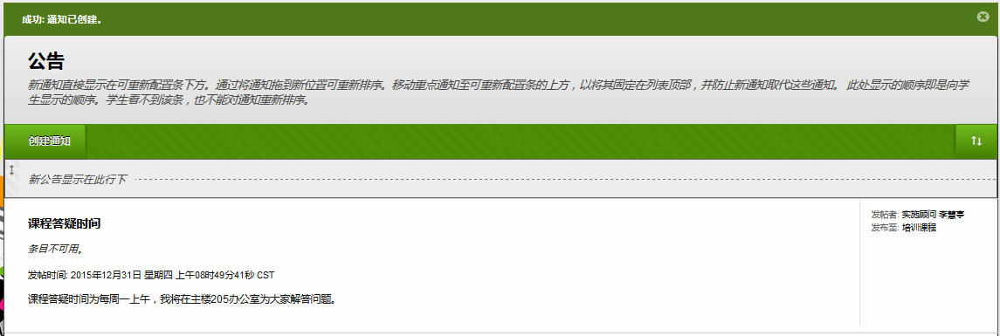 成功: 通知已创建。
公告
新通知直接显示在可重新配置条下方。通过将通知拖到新位置可重新排序。移动重点通知至可重新配置条的上方，以将其固定在列表顶部，并防止新通知取代这些通知。 此处显示的顺序即是向学
生显示的顺序。学生看不到该条，也不能对通知重新排序。
创建通知
新公告显示在此行下
课程答疑时间
发帖者: 实施顾问 李慧亭
发布至: 培训课程
条目不可用。
发帖时间: 2015年12月31日 星期四 上午08时49分41秒 CST
课程答疑时间为每周一上午，我将在主楼205办公室为大家解答问题。